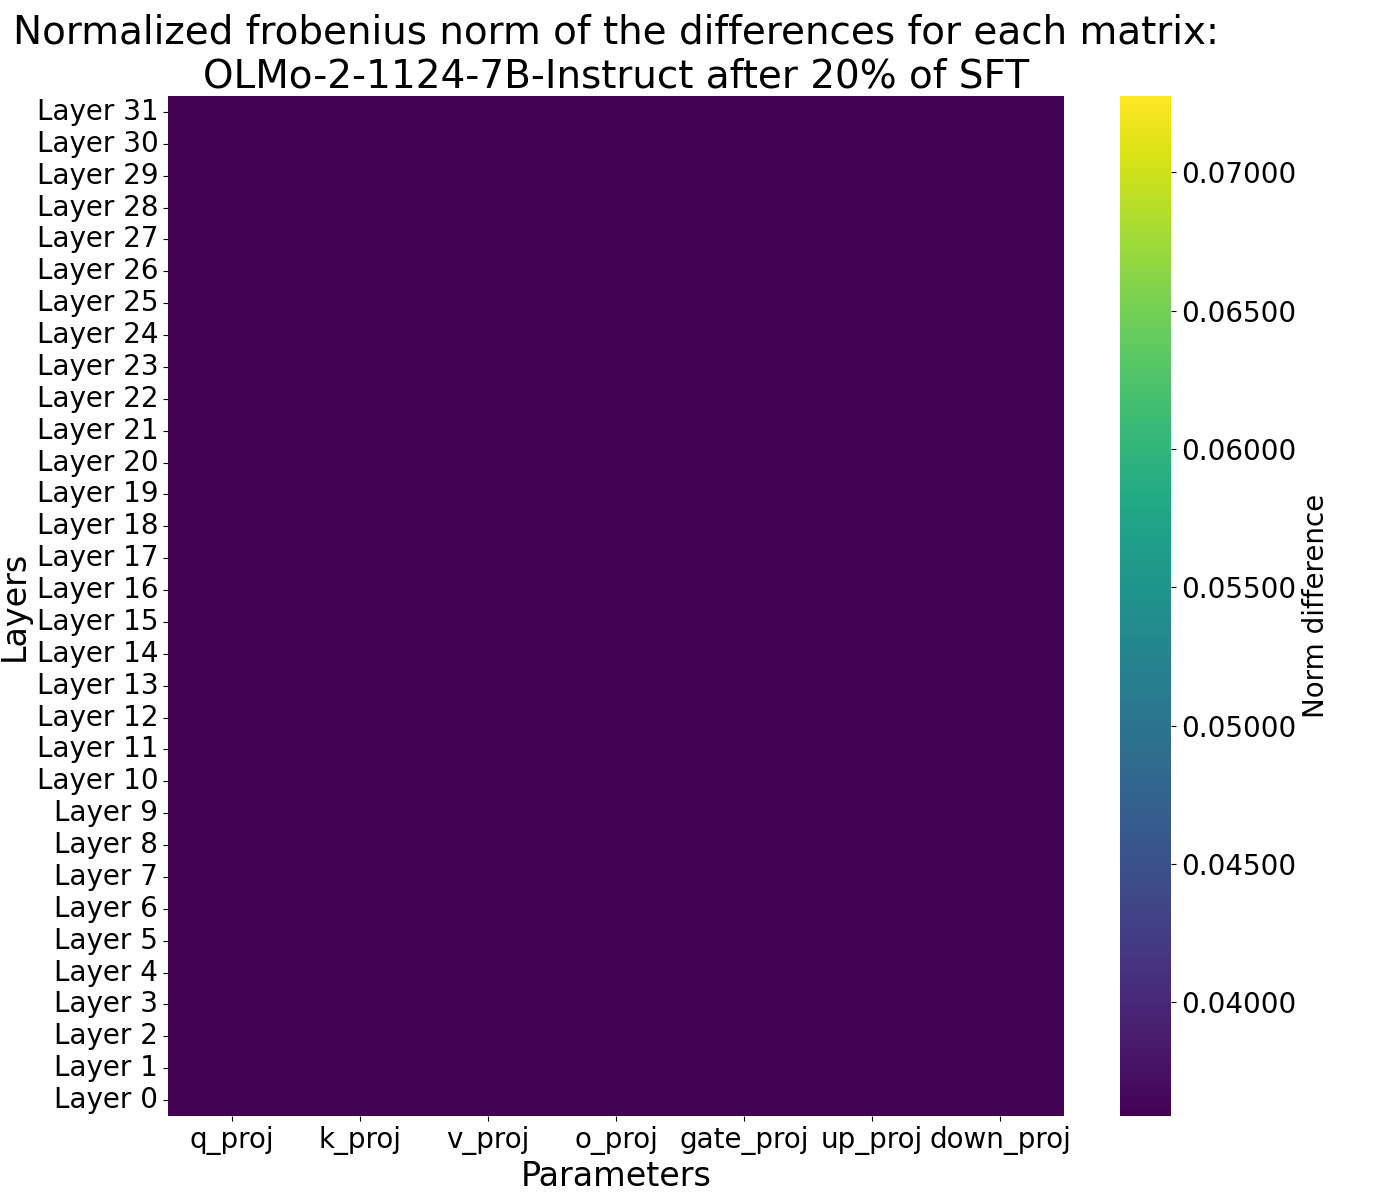 Normalized frobenius norm of the differences for each matrix:
OLMo-2-1124-7B-Instruct after 20% of SFT
Layers
Layer 31
Layer 30
Layer 29
Layer 28
Layer 27
Layer 26
Layer 25
Layer 24
Layer 23
Layer 22
Layer 21
Layer 20
Layer 19
Layer 18
Layer 17
Layer 16
Layer 15
Layer 14
Layer 13
Layer 12
Layer 11
Layer 10
Layer 9
Layer 8
Layer 7
Layer 6
Layer 5
Layer 4
Layer 3
Layer 2
Layer 1
Layer 0
q_proj k_proj v_proj o_proj gate_proj up_proj down_proj
Parameters
0.07000
0.06500
0.06000
0.05500
0.05000
0.04500
0.04000
Norm difference